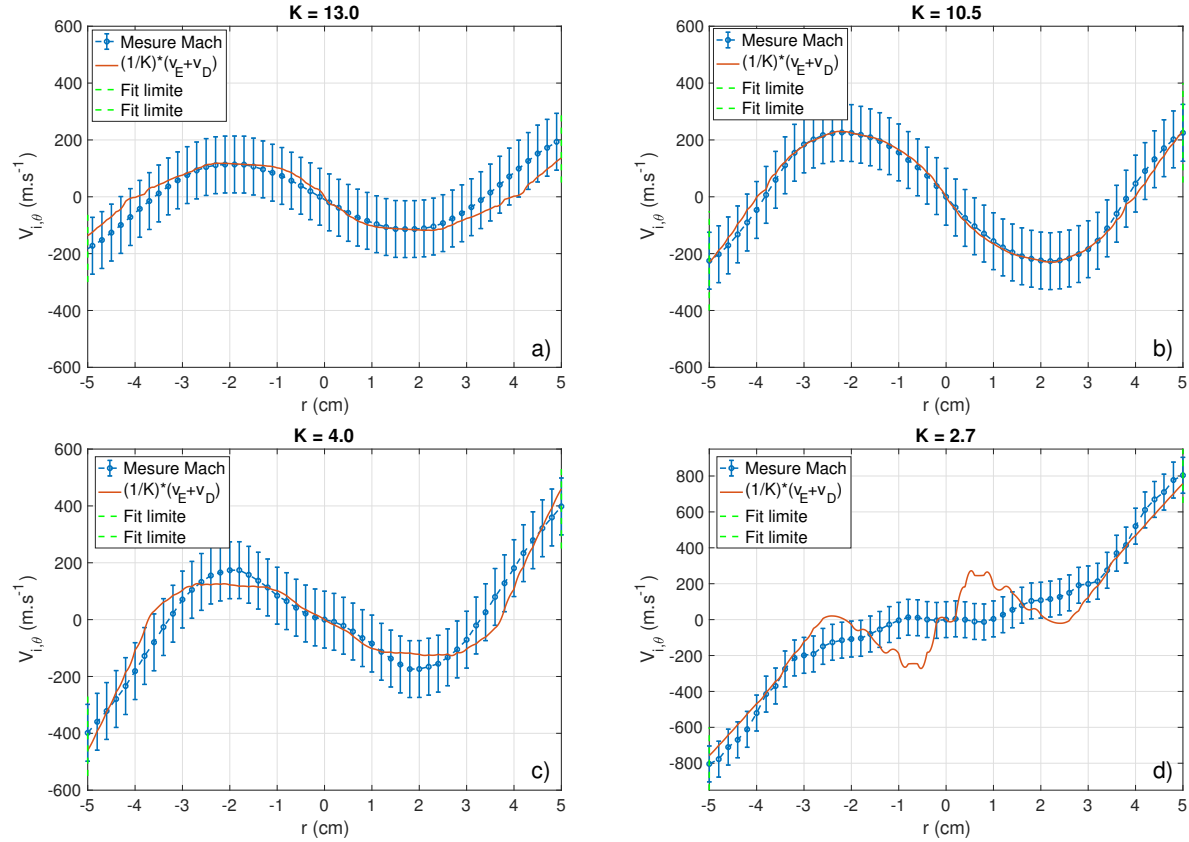 K = 13.0
600
400
200
0
-200
-400
-600
V_{i,θ} (m.s^{-1})
Mesure Mach
(1/K)*(v_E+v_D)
Fit limite
Fit limite
a)
-5 -4 -3 -2 -1 0 1 2 3 4 5
r (cm)
K = 10.5
600
400
200
0
-200
-400
-600
V_{i,θ} (m.s^{-1})
Mesure Mach
(1/K)*(v_E+v_D)
Fit limite
Fit limite
b)
-5 -4 -3 -2 -1 0 1 2 3 4 5
r (cm)
K = 4.0
600
400
200
0
-200
-400
-600
V_{i,θ} (m.s^{-1})
Mesure Mach
(1/K)*(v_E+v_D)
Fit limite
Fit limite
c)
-5 -4 -3 -2 -1 0 1 2 3 4 5
r (cm)
K = 2.7
800
600
400
200
0
-200
-400
-600
-800
V_{i,θ} (m.s^{-1})
Mesure Mach
(1/K)*(v_E+v_D)
Fit limite
Fit limite
d)
-5 -4 -3 -2 -1 0 1 2 3 4 5
r (cm)